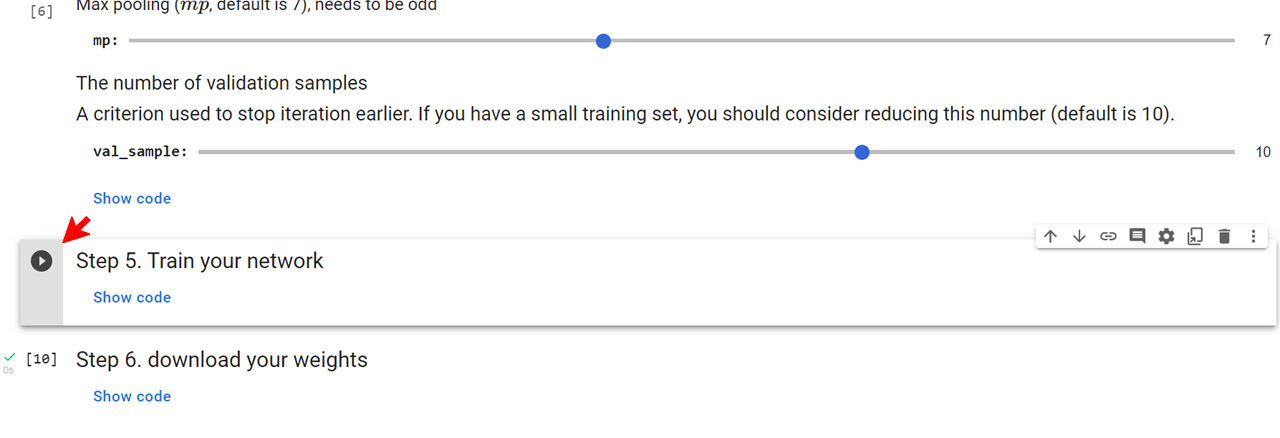 [6]
Max pooling (mp, default is 7), needs to be odd
mp: 7
The number of validation samples
A criterion used to stop iteration earlier. If you have a small training set, you should consider reducing this number (default is 10).
val_sample: 10
Show code
Step 5. Train your network
Show code
[10] Step 6. download your weights
0s
Show code